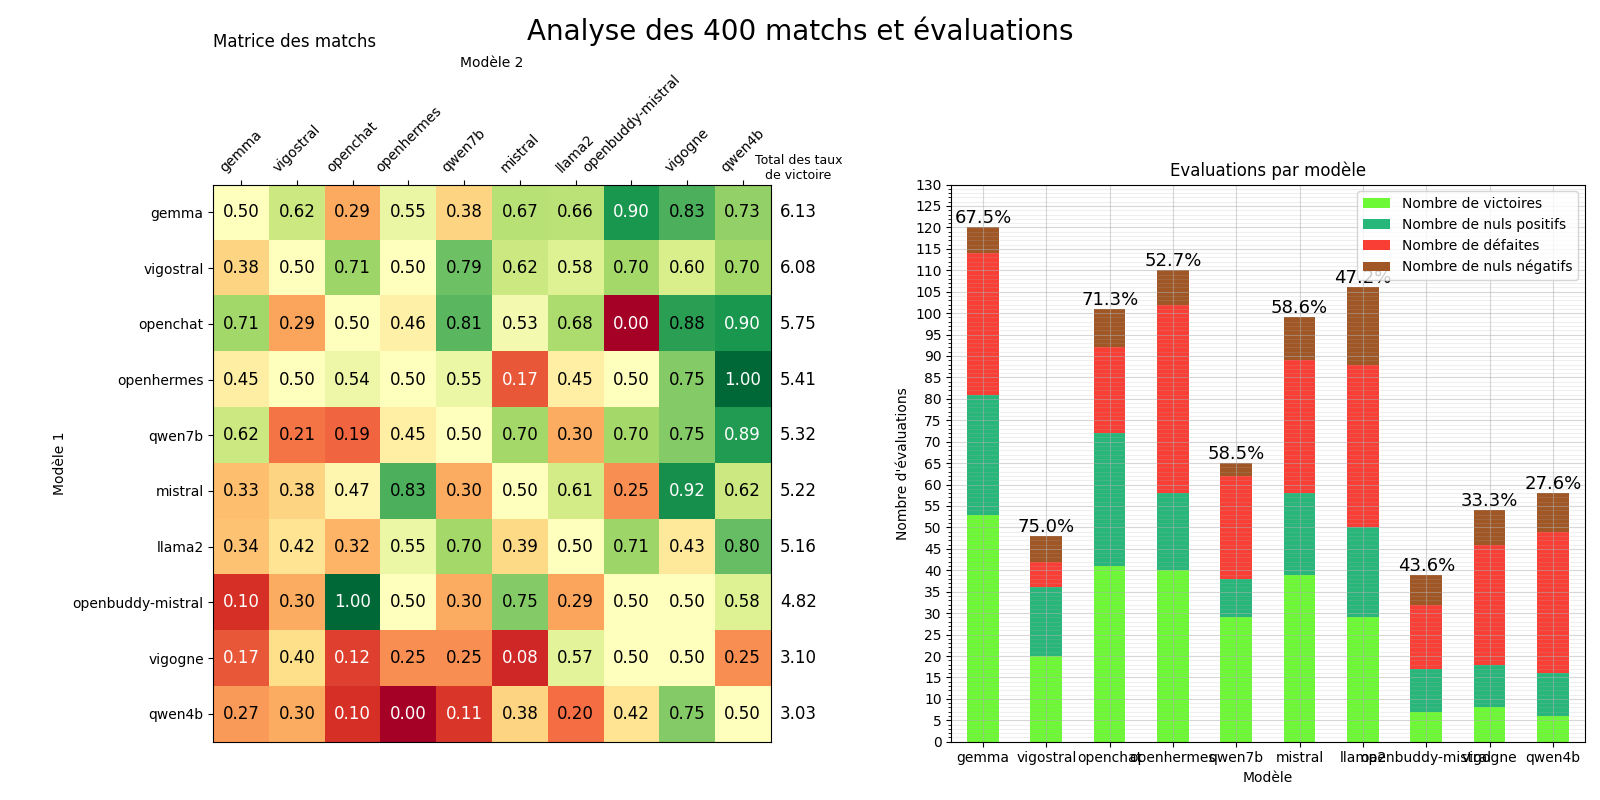 Analyse des 400 matchs et évaluations
Matrice des matchs
Modèle 2
gemma vigostral openchat openhermes qwen7b mistral llama2 openbuddy-mistral vigogne qwen4b
Total des taux
de victoire
Modèle 1
gemma 0.50 0.62 0.29 0.55 0.38 0.67 0.66 0.90 0.83 0.73 6.13
vigostral 0.38 0.50 0.71 0.50 0.79 0.62 0.58 0.70 0.60 0.70 6.08
openchat 0.71 0.29 0.50 0.46 0.81 0.53 0.68 0.00 0.88 0.90 5.75
openhermes 0.45 0.50 0.54 0.50 0.55 0.17 0.45 0.50 0.75 1.00 5.41
qwen7b 0.62 0.21 0.19 0.45 0.50 0.70 0.30 0.70 0.75 0.89 5.32
mistral 0.33 0.38 0.47 0.83 0.30 0.50 0.61 0.25 0.92 0.62 5.22
llama2 0.34 0.42 0.32 0.55 0.70 0.39 0.50 0.71 0.43 0.80 5.16
openbuddy-mistral 0.10 0.30 1.00 0.50 0.30 0.75 0.29 0.50 0.50 0.58 4.82
vigogne 0.17 0.40 0.12 0.25 0.25 0.08 0.57 0.50 0.50 0.25 3.10
qwen4b 0.27 0.30 0.10 0.00 0.11 0.38 0.20 0.42 0.75 0.50 3.03
Evaluations par modèle
Nombre de victoires
Nombre de nuls positifs
Nombre de défaites
Nombre de nuls négatifs
Nombre d'évaluations
130
125
120
115
110
105
100
95
90
85
80
75
70
65
60
55
50
45
40
35
30
25
20
15
10
5
0
67.5% 75.0% 71.3% 52.7% 58.5% 58.6% 47.2% 43.6% 33.3% 27.6%
gemma vigostral openchat openhermes qwen7b mistral llama2 openbuddy-mistral vigogne qwen4b
Modèle